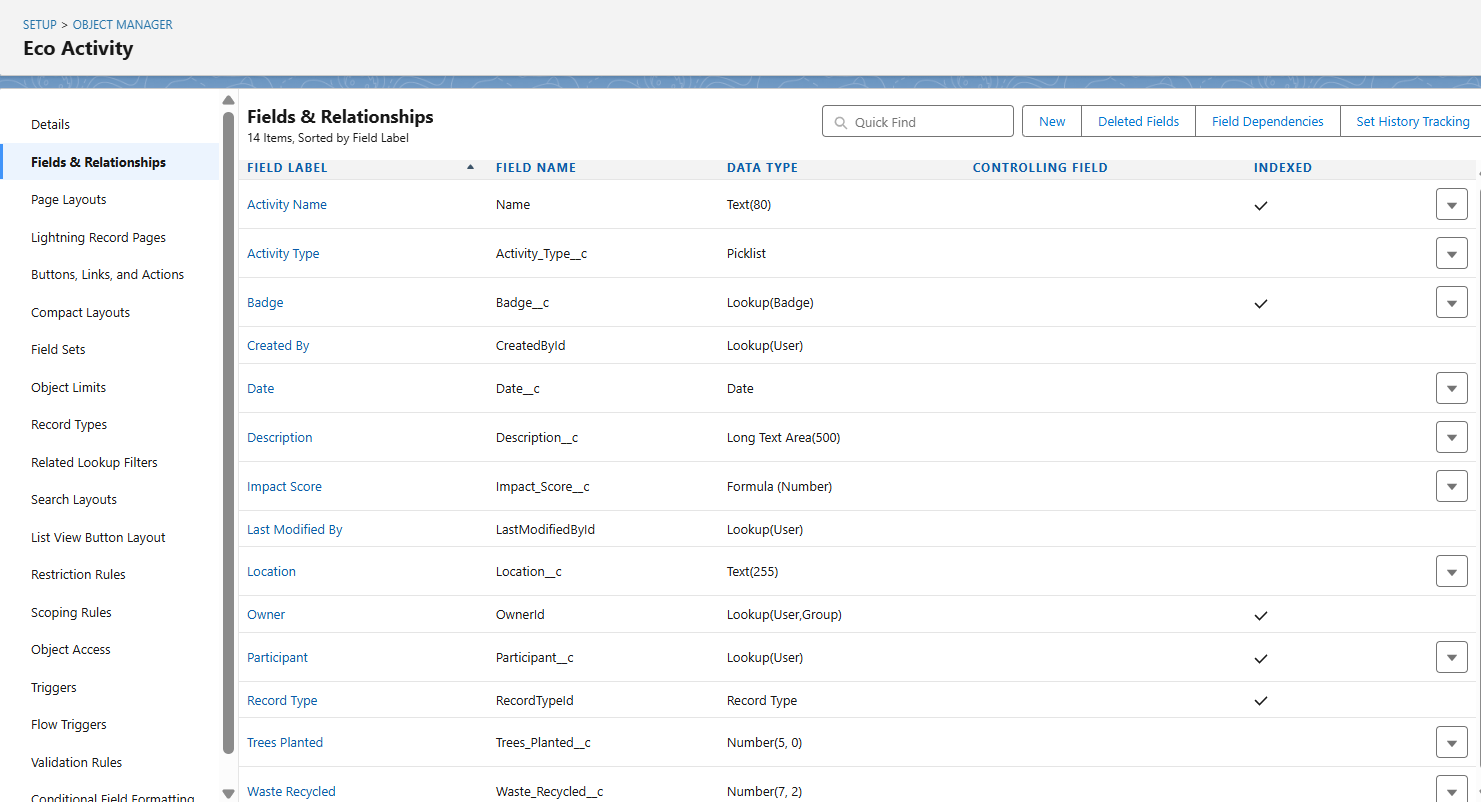 SETUP > OBJECT MANAGER
Eco Activity
Details
Fields & Relationships
Page Layouts
Lightning Record Pages
Buttons, Links, and Actions
Compact Layouts
Field Sets
Object Limits
Record Types
Related Lookup Filters
Search Layouts
List View Button Layout
Restriction Rules
Scoping Rules
Object Access
Triggers
Flow Triggers
Validation Rules
Conditional Field Formatting
Fields & Relationships
14 Items, Sorted by Field Label
Quick Find
New
Deleted Fields
Field Dependencies
Set History Tracking
FIELD LABEL FIELD NAME DATA TYPE CONTROLLING FIELD INDEXED
Activity Name Name Text(80)
Activity Type Activity_Type__c Picklist
Badge Badge__c Lookup(Badge)
Created By CreatedById Lookup(User)
Date Date__c Date
Description Description__c Long Text Area(500)
Impact Score Impact_Score__c Formula (Number)
Last Modified By LastModifiedById Lookup(User)
Location Location__c Text(255)
Owner OwnerId Lookup(User,Group)
Participant Participant__c Lookup(User)
Record Type RecordTypeId Record Type
Trees Planted Trees_Planted__c Number(5, 0)
Waste Recycled Waste_Recycled__c Number(7, 2)